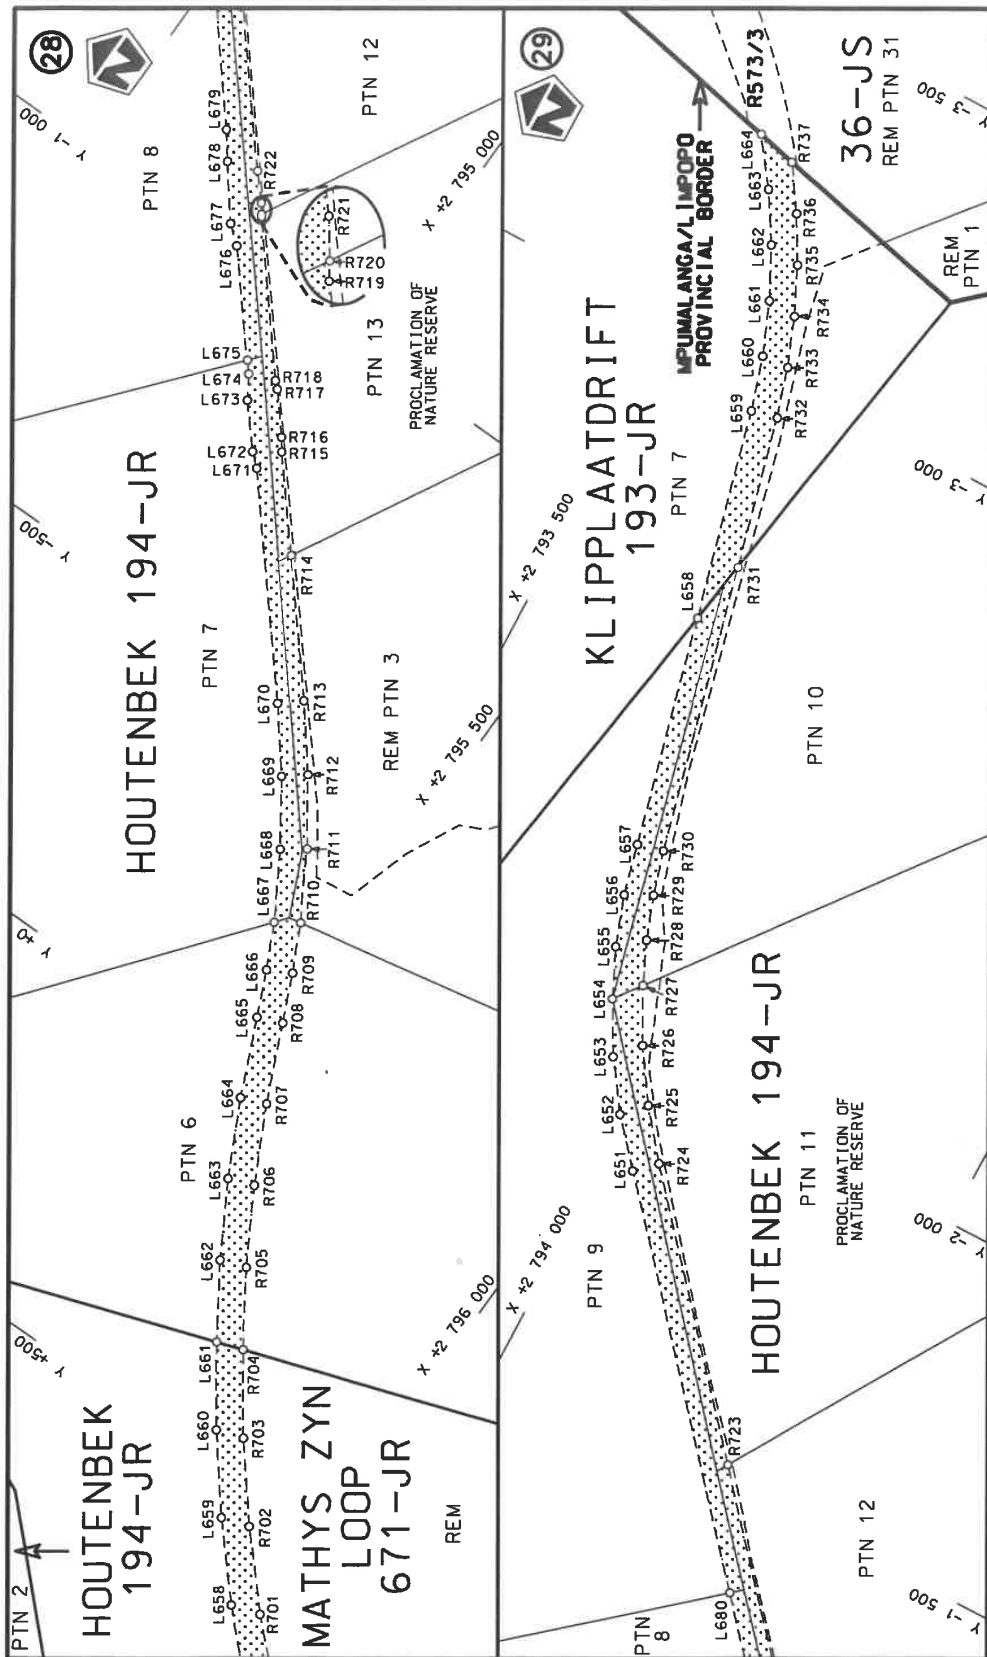 28
PTN 2
HOUTENBEK
194-JR
MATHYS ZYN
LOOP
671-JR
REM
Y +500
X +2 796 000
PTN 6
L658
L659
L660
L661
L662
L663
L664
L665
L666
L667
L668
L669
L670
L671
L672
L673
L674
L675
L676
L677
L678
L679
R701
R702
R703
R704
R705
R706
R707
R708
R709
R710
R711
R712
R713
R714
R715
R716
R717
R718
R719
R720
R721
R722
Y +0
X +2 795 500
HOUTENBEK 194-JR
PTN 7
REM PTN 3
Y -500
PTN 13
PROCLAMATION OF
NATURE RESERVE
X +2 795 000
PTN 8
PTN 12
Y -1 000
29
PTN
8
L680
PTN 12
Y -1 500
R723
X +2 794 000
PTN 9
HOUTENBEK 194-JR
PTN 11
PROCLAMATION OF
NATURE RESERVE
Y -2 000
L651
L652
L653
L654
L655
L656
L657
L658
L659
L660
L661
L662
L663
L664
R724
R725
R726
R727
R728
R729
R730
R731
R732
R733
R734
R735
R736
R737
PTN 10
X +2 793 500
KLIPPLAATDRIFT
193-JR
PTN 7
Y -3 000
MPUMALANGA/LIMPOPO
PROVINCIAL BORDER
R573/3
REM
PTN 1
36-JS
REM PTN 31
Y -3 500